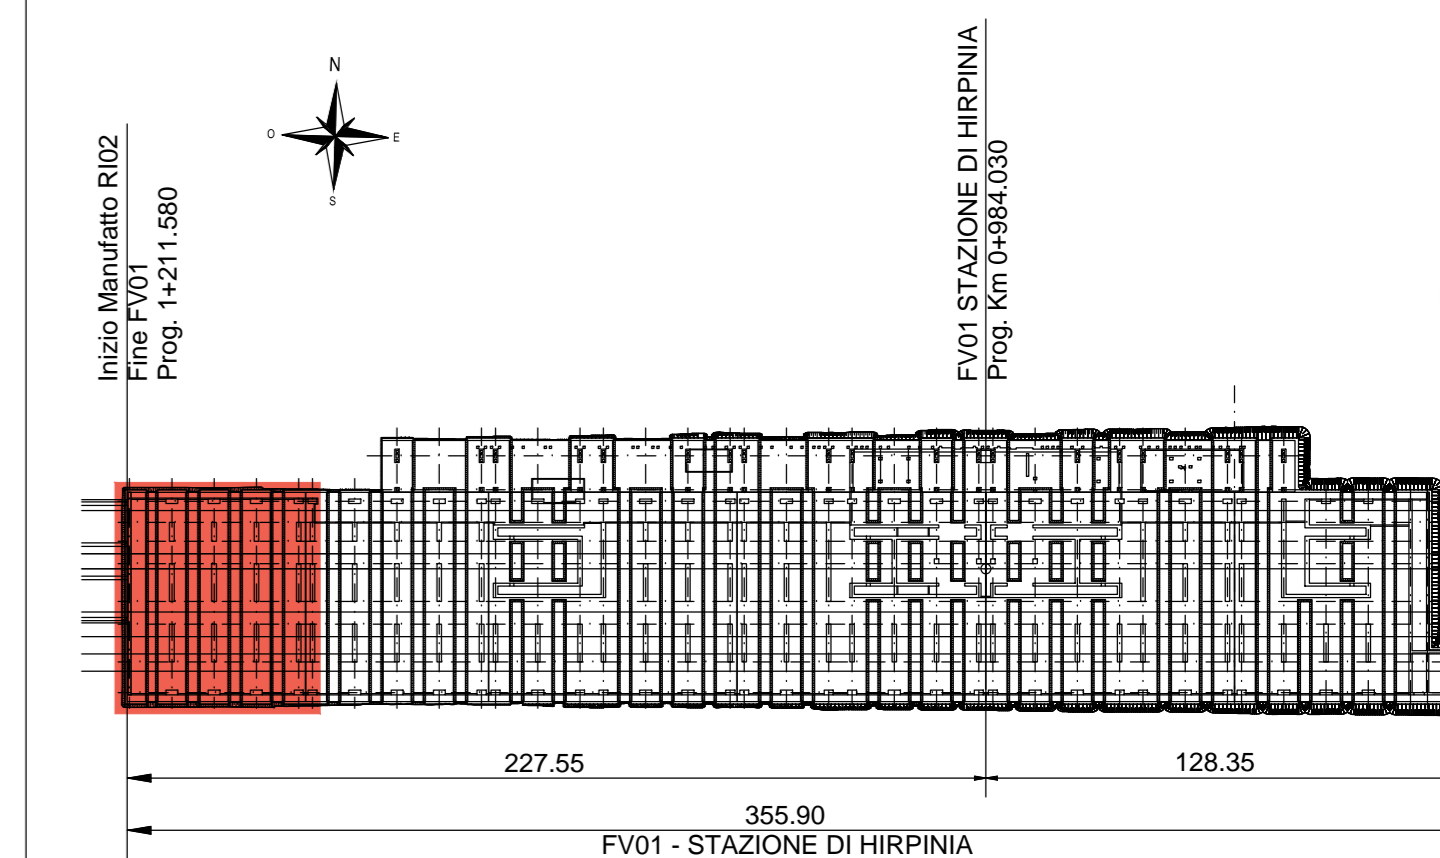 N
O
E
S
Inizio Manufatto RI02
Fine FV01
Prog. 1+211.580
FV01 STAZIONE DI HIRPINIA
Prog. Km 0+984.030
227.55
128.35
355.90
FV01 - STAZIONE DI HIRPINIA